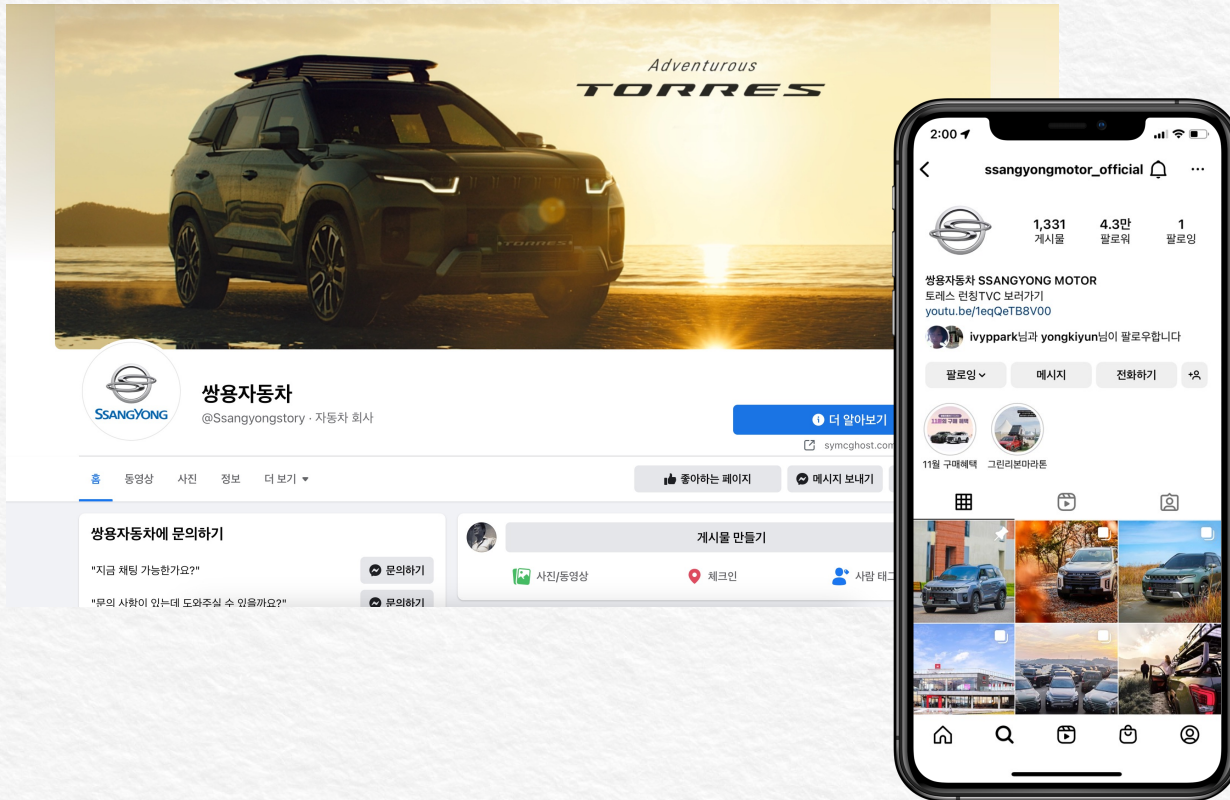 Adventurous
TORRES
TORRES
SSANGYONG
쌍용자동차
@Ssangyongstory · 자동차 회사
더 알아보기
symcghost.com
홈 동영상 사진 정보 더 보기
좋아하는 페이지 메시지 보내기
쌍용자동차에 문의하기
"지금 채팅 가능한가요?" 문의하기
"문의 사항이 있는데 도와주실 수 있을까요?" 문의하기
게시물 만들기
사진/동영상 체크인 사람 태그
2:00
ssangyongmotor_official
1,331 4.3만 1
게시물 팔로워 팔로잉
쌍용자동차 SSANGYONG MOTOR
토레스 런칭TVC 보러가기
youtu.be/1eqQeTB8V00
ivyppark님과 yongkiyun님이 팔로우합니다
팔로잉 메시지 전화하기
11월 구매 혜택
11월 구매혜택 그린리본마라톤